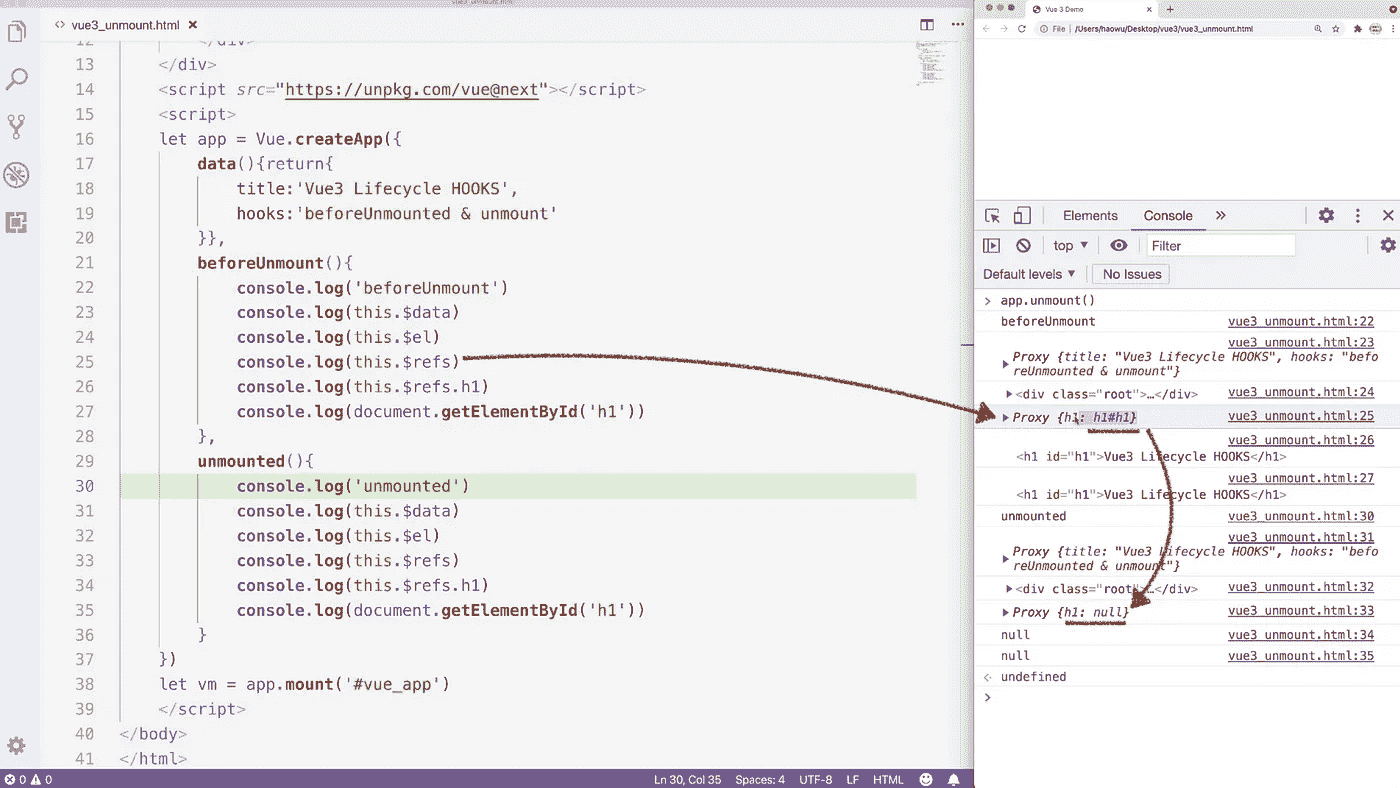 vue3_unmount.html
<> vue3_unmount.html ×
12 </div>
13 </div>
14 <script src="https://unpkg.com/vue@next"></script>
15 <script>
16 let app = Vue.createApp({
17 data(){return{
18 title:'Vue3 Lifecycle HOOKS',
19 hooks:'beforeUnmounted & unmount'
20 }},
21 beforeUnmount(){
22 console.log('beforeUnmount')
23 console.log(this.$data)
24 console.log(this.$el)
25 console.log(this.$refs)
26 console.log(this.$refs.h1)
27 console.log(document.getElementById('h1'))
28 },
29 unmounted(){
30 console.log('unmounted')
31 console.log(this.$data)
32 console.log(this.$el)
33 console.log(this.$refs)
34 console.log(this.$refs.h1)
35 console.log(document.getElementById('h1'))
36 }
37 })
38 let vm = app.mount('#vue_app')
39 </script>
40 </body>
41 </html>
0 0 Ln 30, Col 35 Spaces: 4 UTF-8 LF HTML
Vue 3 Demo
File | /Users/haowu/Desktop/vue3/vue3_unmount.html
Elements Console »
top Filter
Default levels No Issues
> app.unmount()
beforeUnmount vue3_unmount.html:22
vue3_unmount.html:23
Proxy {title: "Vue3 Lifecycle HOOKS", hooks: "befo
reUnmounted & unmount"}
<div class="root">…</div> vue3_unmount.html:24
Proxy {h1: h1#h1} vue3_unmount.html:25
vue3_unmount.html:26
<h1 id="h1">Vue3 Lifecycle HOOKS</h1>
vue3_unmount.html:27
<h1 id="h1">Vue3 Lifecycle HOOKS</h1>
unmounted vue3_unmount.html:30
vue3_unmount.html:31
Proxy {title: "Vue3 Lifecycle HOOKS", hooks: "befo
reUnmounted & unmount"}
<div class="root">…</div> vue3_unmount.html:32
Proxy {h1: null} vue3_unmount.html:33
null vue3_unmount.html:34
null vue3_unmount.html:35
undefined
>